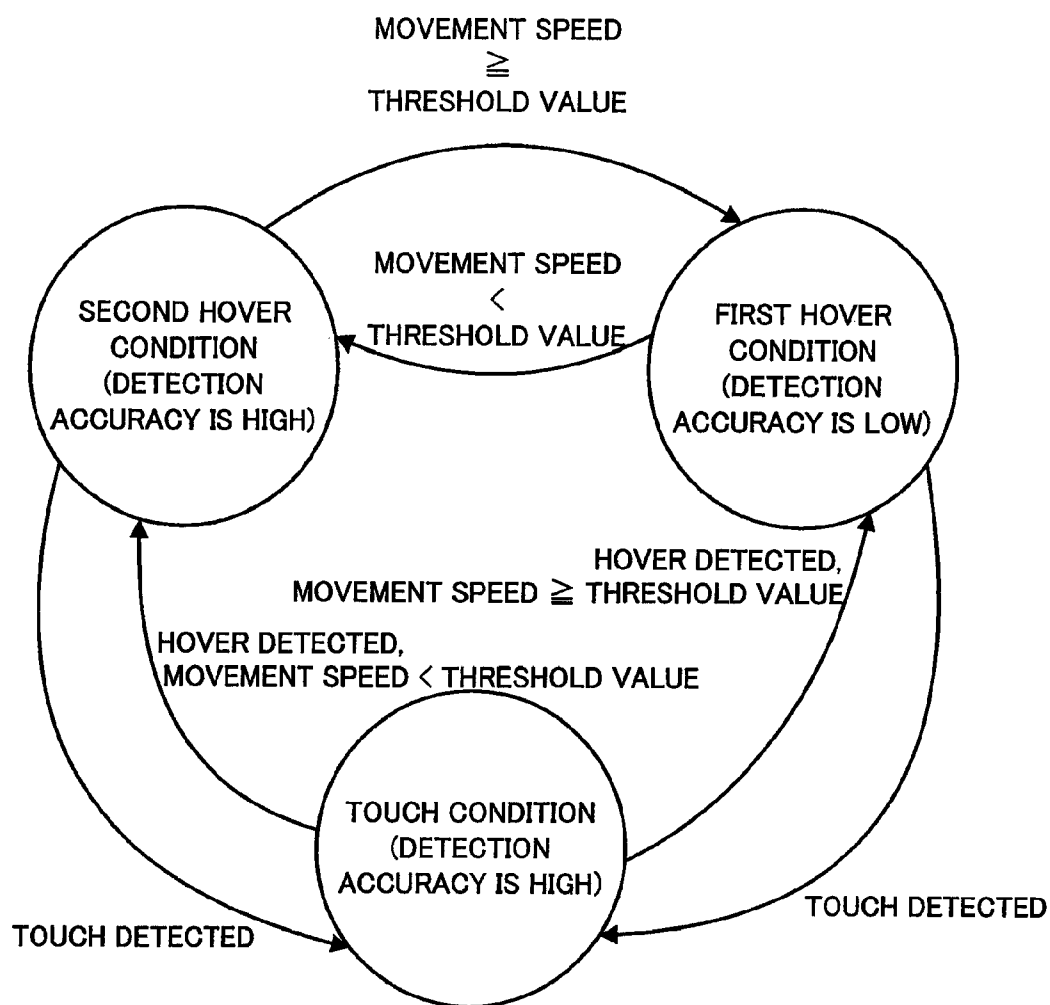 MOVEMENT SPEED
≧
THRESHOLD VALUE
MOVEMENT SPEED
<
THRESHOLD VALUE
SECOND HOVER
CONDITION
(DETECTION
ACCURACY IS HIGH)
FIRST HOVER
CONDITION
(DETECTION
ACCURACY IS LOW)
HOVER DETECTED,
MOVEMENT SPEED ≧ THRESHOLD VALUE
HOVER DETECTED,
MOVEMENT SPEED < THRESHOLD VALUE
TOUCH CONDITION
(DETECTION
ACCURACY IS HIGH)
TOUCH DETECTED
TOUCH DETECTED